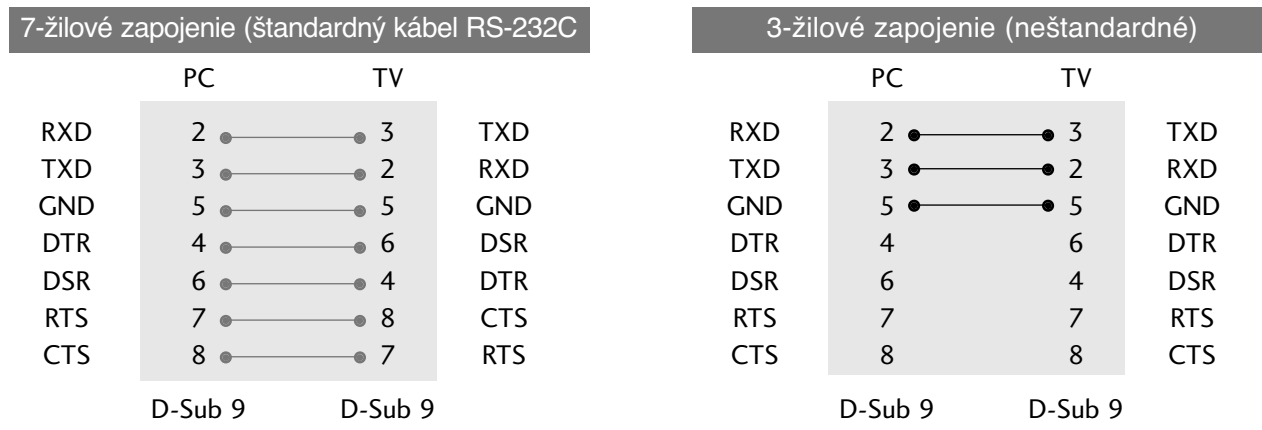 7-žilové zapojenie (štandardný kábel RS-232C
PC TV
RXD 2 3 TXD
TXD 3 2 RXD
GND 5 5 GND
DTR 4 6 DSR
DSR 6 4 DTR
RTS 7 8 CTS
CTS 8 7 RTS
D-Sub 9 D-Sub 9
3-žilové zapojenie (neštandardné)
PC TV
RXD 2 3 TXD
TXD 3 2 RXD
GND 5 5 GND
DTR 4 6 DTR
DSR 6 4 DSR
RTS 7 7 RTS
CTS 8 8 CTS
D-Sub 9 D-Sub 9